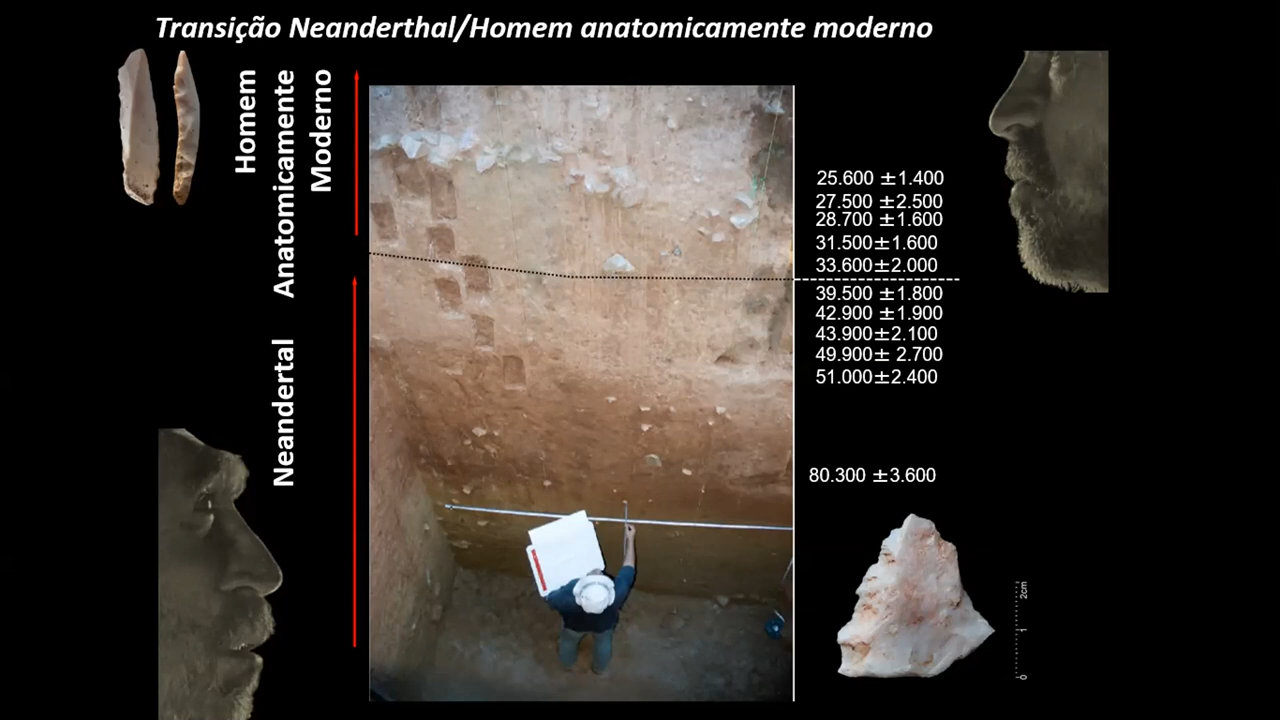 Transição Neanderthal/Homem anatomicamente moderno
Homem
Anatomicamente
Moderno
Neandertal
25.600 ±1.400
27.500 ±2.500
28.700 ±1.600
31.500±1.600
33.600±2.000
39.500 ±1.800
42.900 ±1.900
43.900±2.100
49.900± 2.700
51.000±2.400
80.300 ±3.600
2cm
1
0